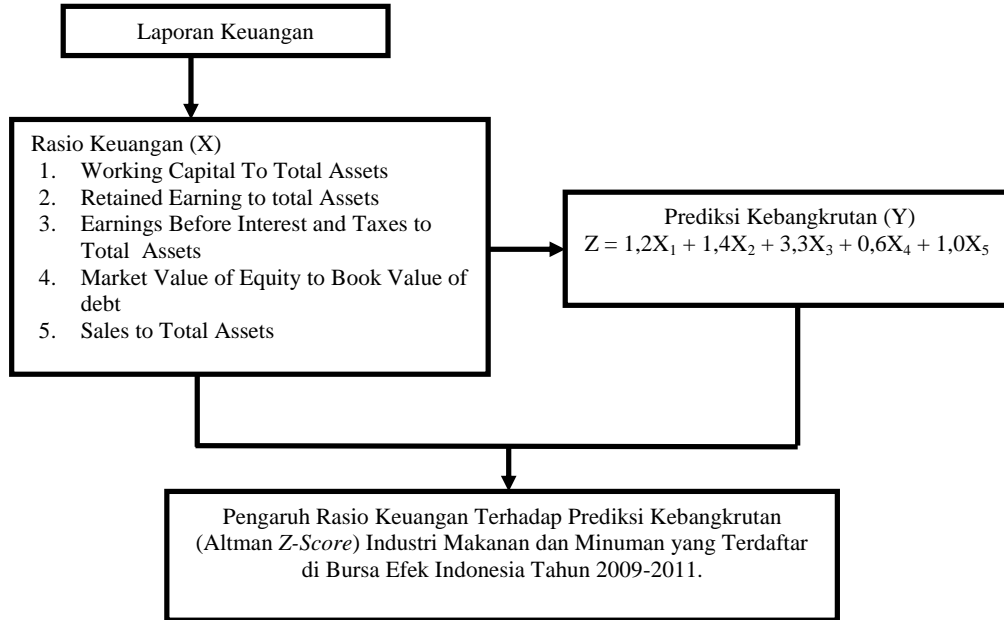 Laporan Keuangan
Rasio Keuangan (X)
1. Working Capital To Total Assets
2. Retained Earning to total Assets
3. Earnings Before Interest and Taxes to
Total Assets
4. Market Value of Equity to Book Value of
debt
5. Sales to Total Assets
Prediksi Kebangkrutan (Y)
Z = 1,2X₁ + 1,4X₂ + 3,3X₃ + 0,6X₄ + 1,0X₅
Pengaruh Rasio Keuangan Terhadap Prediksi Kebangkrutan
(Altman Z-Score) Industri Makanan dan Minuman yang Terdaftar
di Bursa Efek Indonesia Tahun 2009-2011.